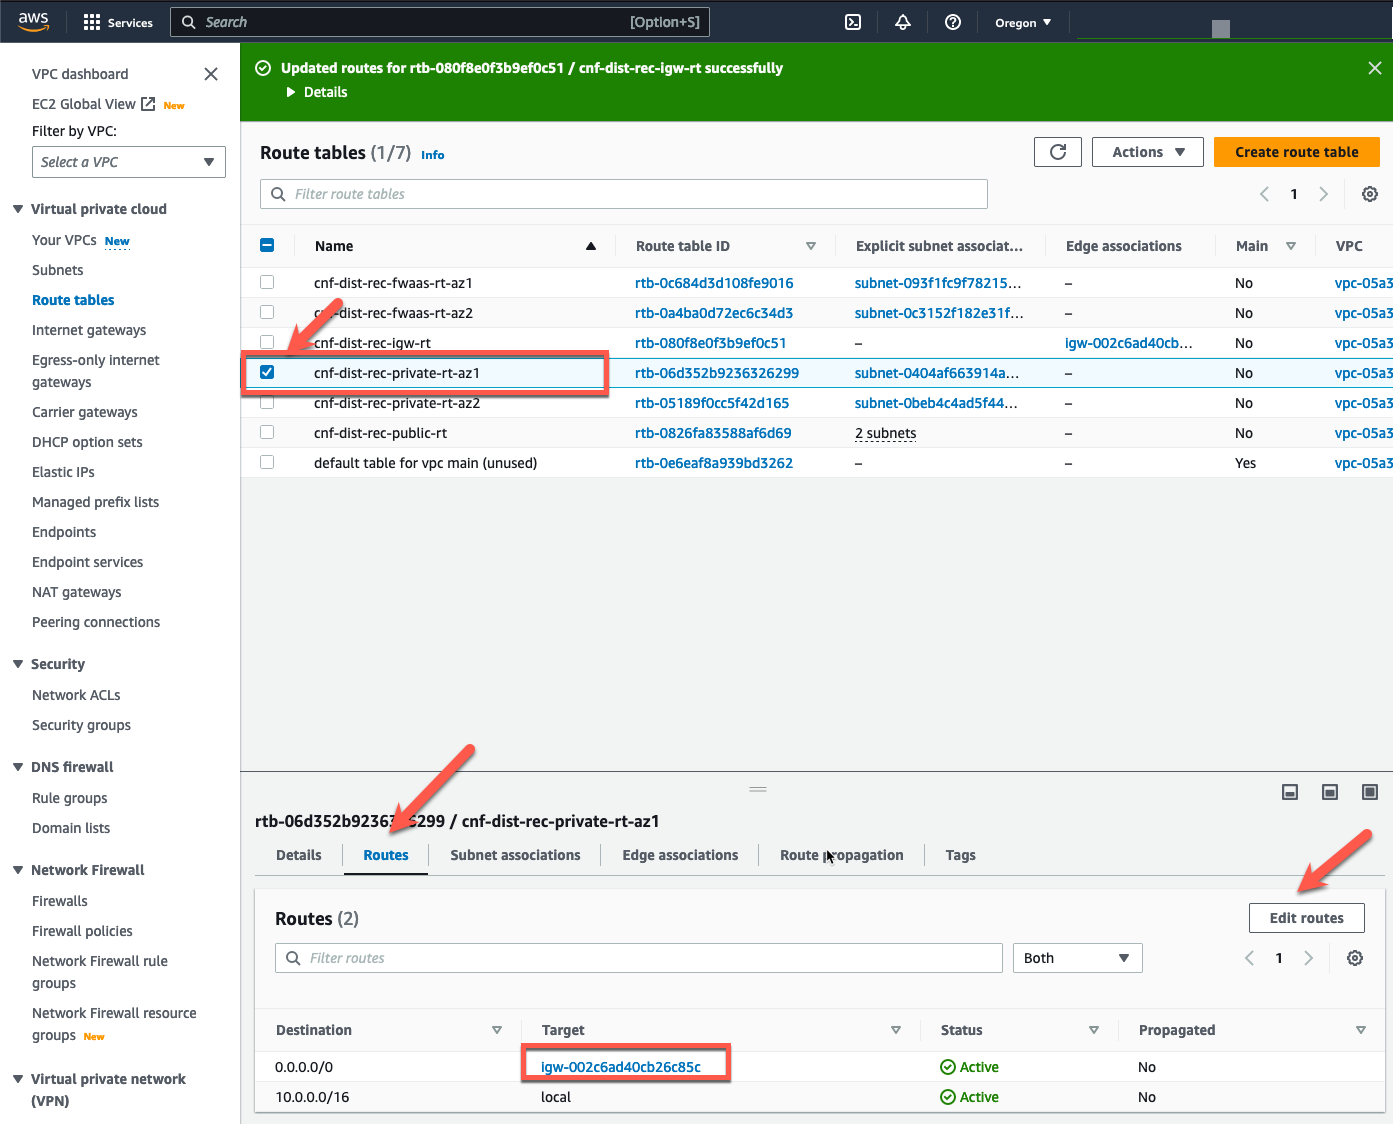 aws
Services
Search
[Option+S]
Oregon
VPC dashboard
EC2 Global View New
Filter by VPC:
Select a VPC
Virtual private cloud
Your VPCs New
Subnets
Route tables
Internet gateways
Egress-only internet
gateways
Carrier gateways
DHCP option sets
Elastic IPs
Managed prefix lists
Endpoints
Endpoint services
NAT gateways
Peering connections
Security
Network ACLs
Security groups
DNS firewall
Rule groups
Domain lists
Network Firewall
Firewalls
Firewall policies
Network Firewall rule
groups
Network Firewall resource
groups New
Virtual private network
(VPN)
Updated routes for rtb-080f8e0f3b9ef0c51 / cnf-dist-rec-igw-rt successfully
Details
Route tables (1/7) Info
Actions
Create route table
Filter route tables
1
Name Route table ID Explicit subnet associat... Edge associations Main VPC
cnf-dist-rec-fwaas-rt-az1 rtb-0c684d3d108fe9016 subnet-093f1fc9f78215... – No vpc-05a3
cnf-dist-rec-fwaas-rt-az2 rtb-0a4ba0d72ec6c34d3 subnet-0c3152f182e31f... – No vpc-05a3
cnf-dist-rec-igw-rt rtb-080f8e0f3b9ef0c51 – igw-002c6ad40cb... No vpc-05a3
cnf-dist-rec-private-rt-az1 rtb-06d352b9236326299 subnet-0404af663914a... – No vpc-05a3
cnf-dist-rec-private-rt-az2 rtb-05189f0cc5f42d165 subnet-0beb4c4ad5f44... – No vpc-05a3
cnf-dist-rec-public-rt rtb-0826fa83588af6d69 2 subnets – No vpc-05a3
default table for vpc main (unused) rtb-0e6eaf8a939bd3262 – – Yes vpc-05a3
rtb-06d352b9236326299 / cnf-dist-rec-private-rt-az1
Details Routes Subnet associations Edge associations Route propagation Tags
Routes (2)
Edit routes
Filter routes
Both
1
Destination Target Status Propagated
0.0.0.0/0 igw-002c6ad40cb26c85c Active No
10.0.0.0/16 local Active No